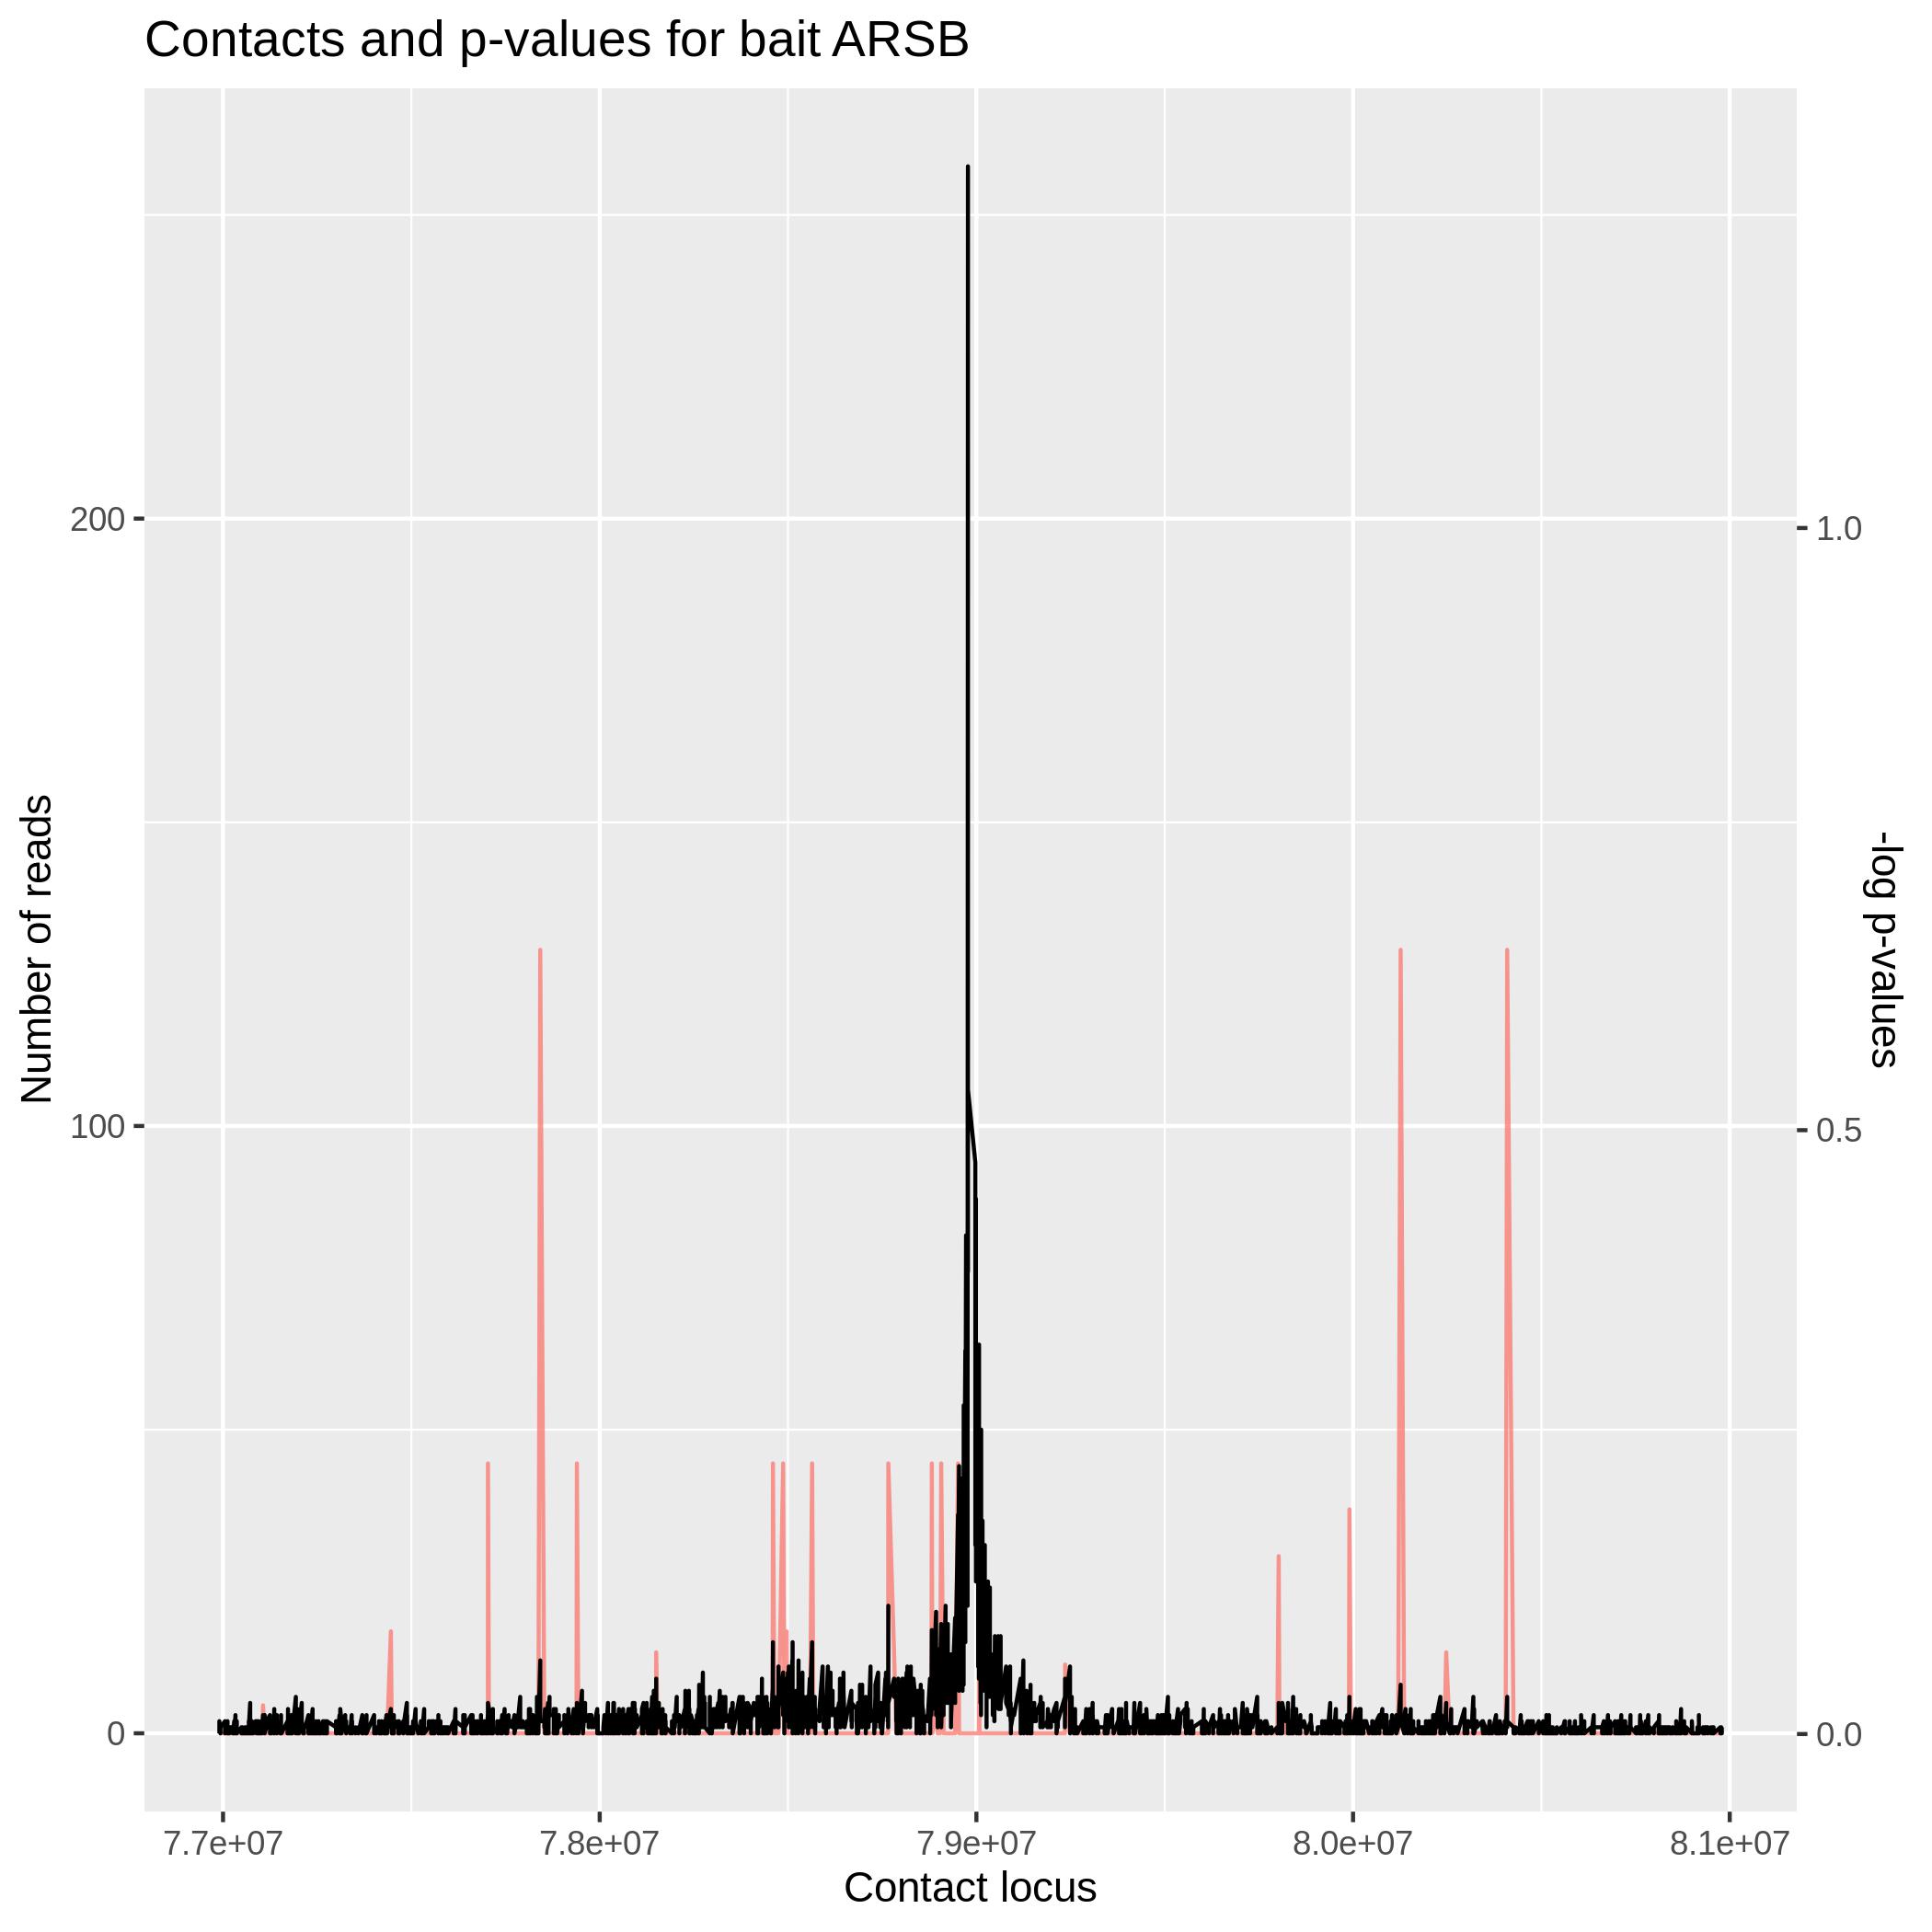 Contacts and p-values for bait ARSB
Number of reads
200
100
0
1.0
0.5
0.0
-log p-values
7.7e+07
7.8e+07
7.9e+07
8.0e+07
8.1e+07
Contact locus